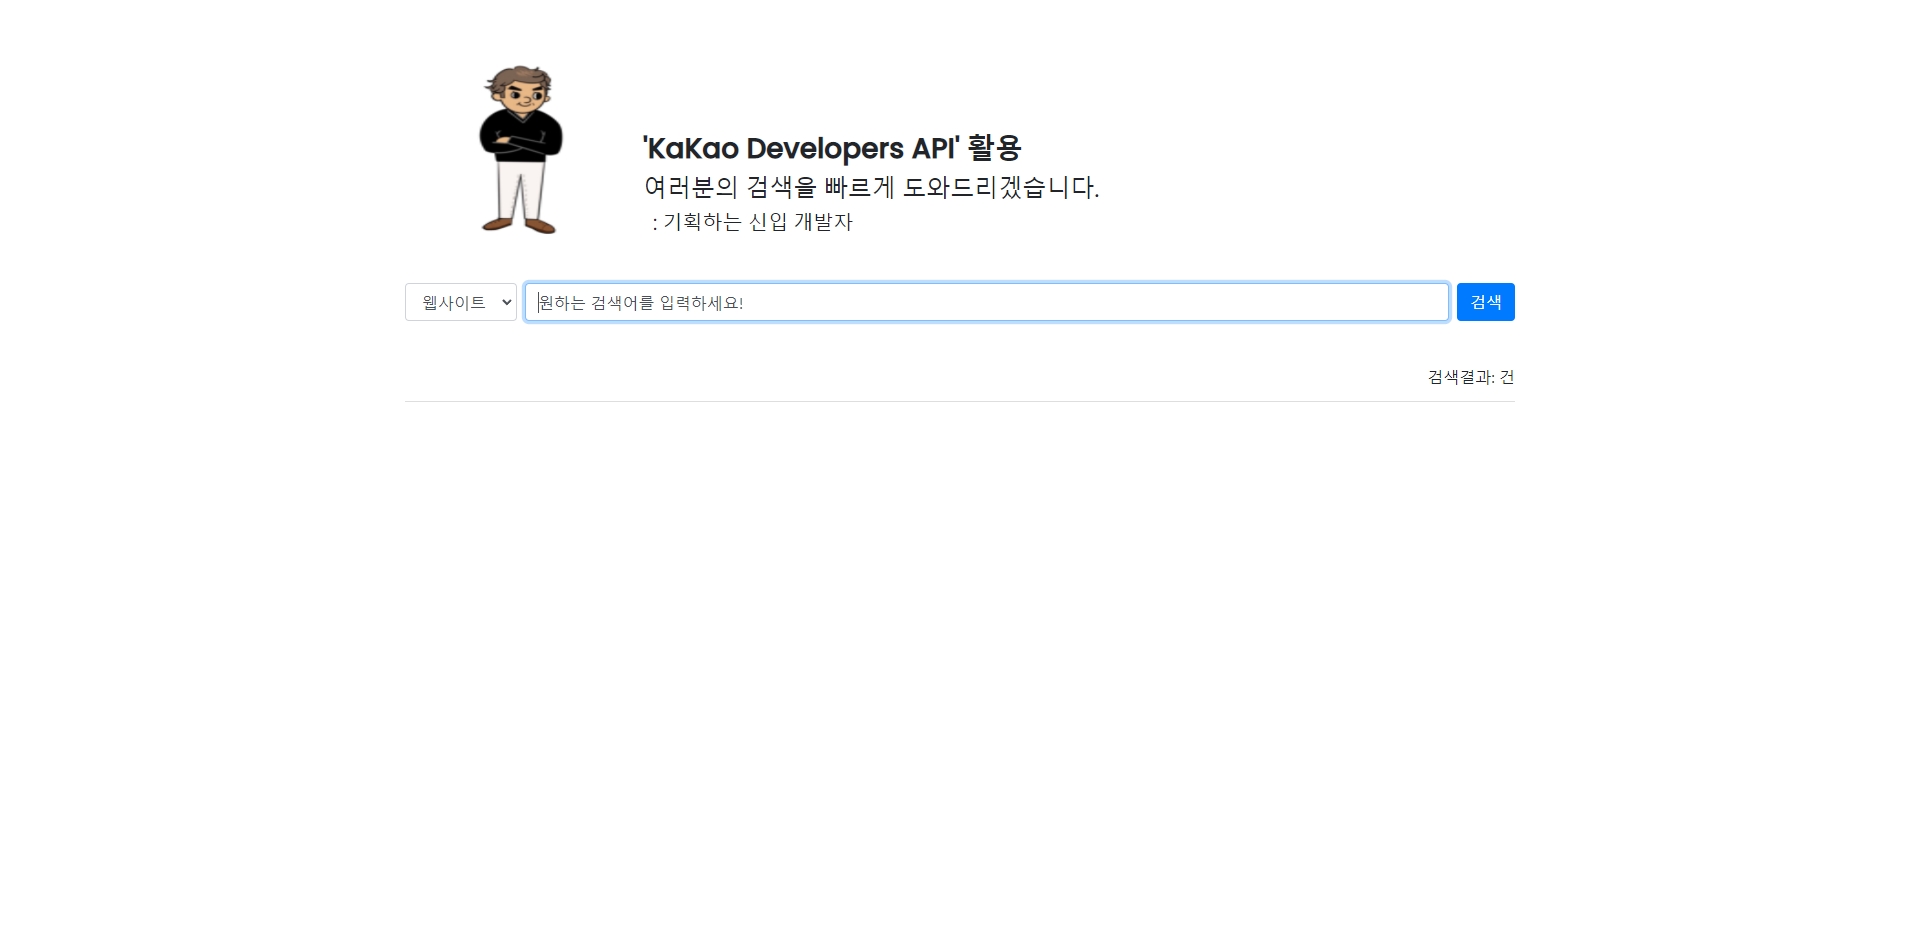 'KaKao Developers API' 활용
여러분의 검색을 빠르게 도와드리겠습니다.
: 기획하는 신입 개발자
웹사이트 원하는 검색어를 입력하세요! 검색
검색결과: 건